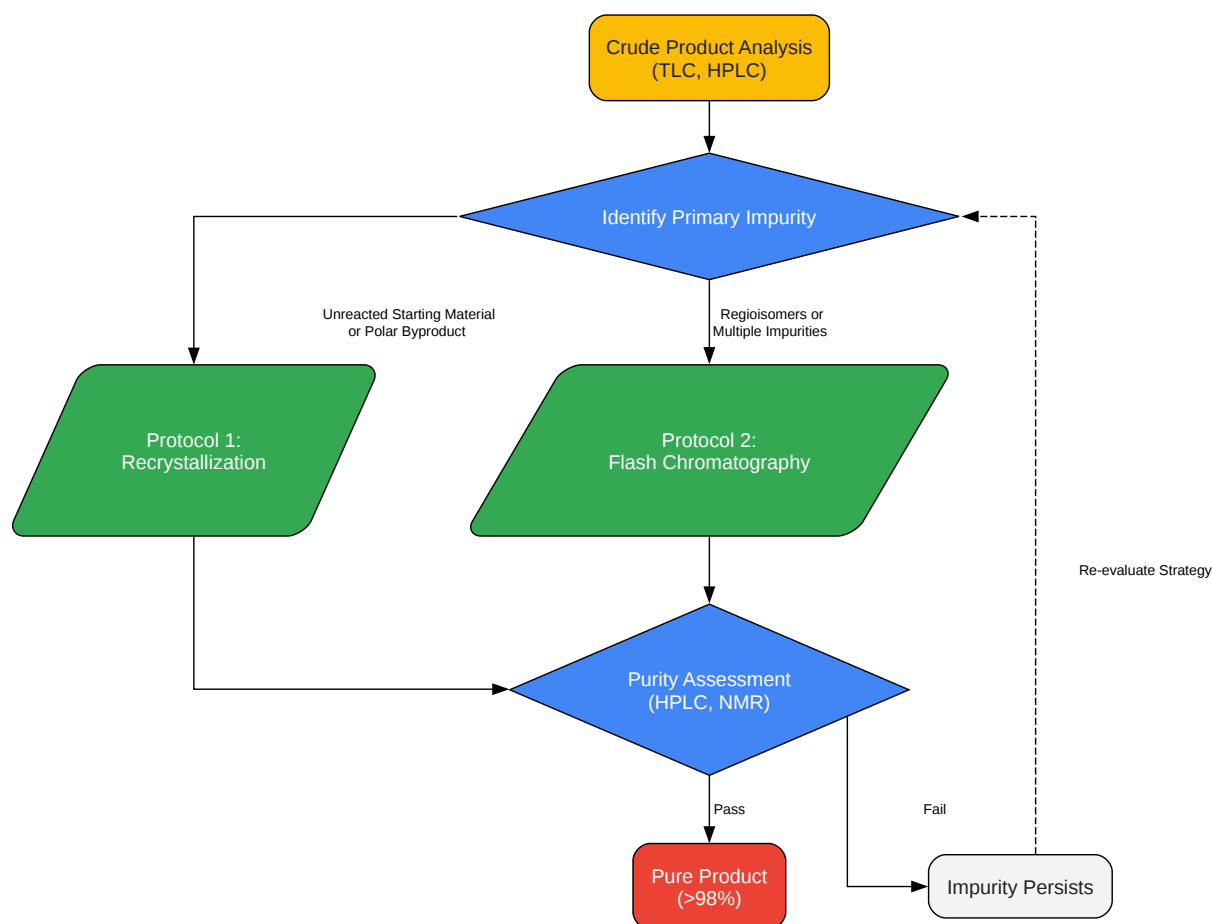 Crude Product Analysis
(TLC, HPLC)
Identify Primary Impurity
Unreacted Starting Material
or Polar Byproduct
Regioisomers or
Multiple Impurities
Protocol 1:
Recrystallization
Protocol 2:
Flash Chromatography
Re-evaluate Strategy
Purity Assessment
(HPLC, NMR)
Pass
Fail
Pure Product
(>98%)
Impurity Persists